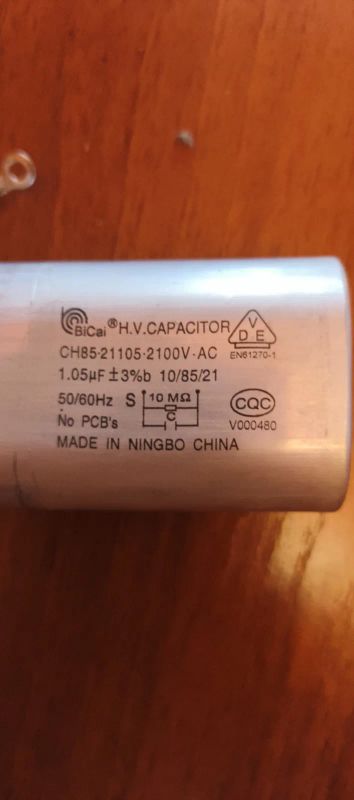 BiCai® H.V.CAPACITOR
VDE
EN61270-1
CH85-21105-2100V·AC
1.05µF ±3%b 10/85/21
50/60Hz S 10 MΩ
C
CQC
V000480
No PCB's
MADE IN NINGBO CHINA